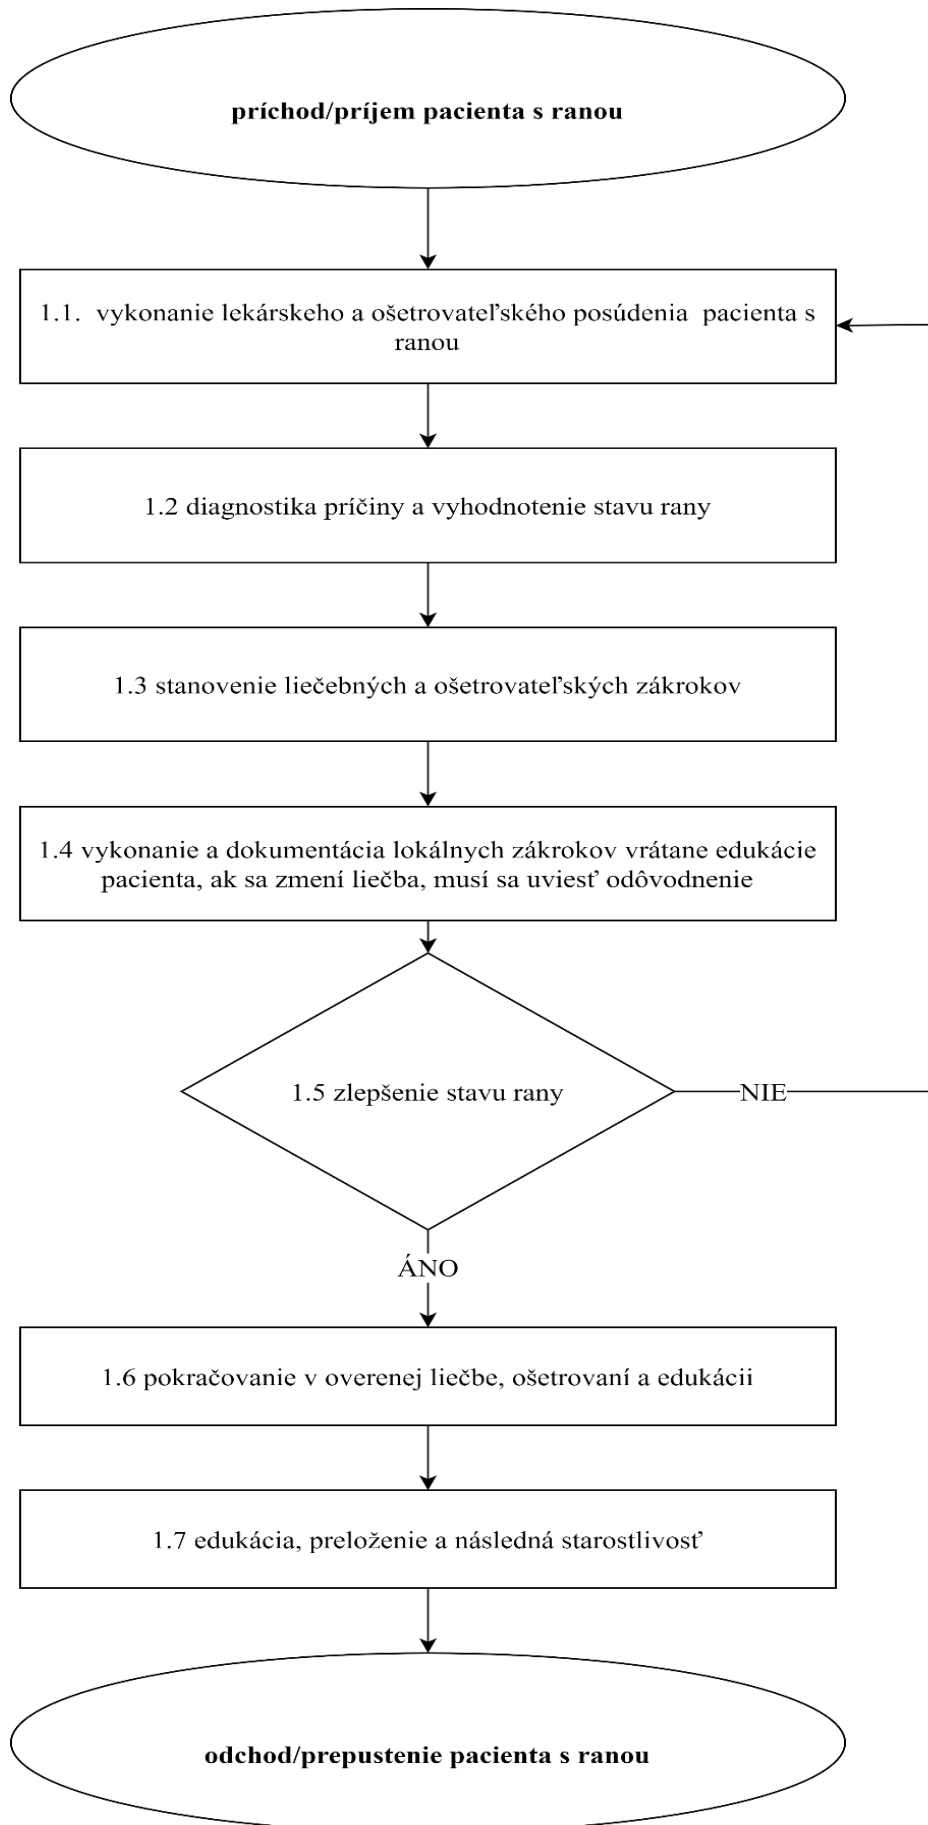 príchod/príjem pacienta s ranou
1.1.  vykonanie lekárskeho a ošetrovateľského posúdenia  pacienta s
ranou
1.2 diagnostika príčiny a vyhodnotenie stavu rany
1.3 stanovenie liečebných a ošetrovateľských zákrokov
1.4 vykonanie a dokumentácia lokálnych zákrokov vrátane edukácie
pacienta, ak sa zmení liečba, musí sa uviesť odôvodnenie
1.5 zlepšenie stavu rany
NIE
ÁNO
1.6 pokračovanie v overenej liečbe, ošetrovaní a edukácii
1.7 edukácia, preloženie a následná starostlivosť
odchod/prepustenie pacienta s ranou